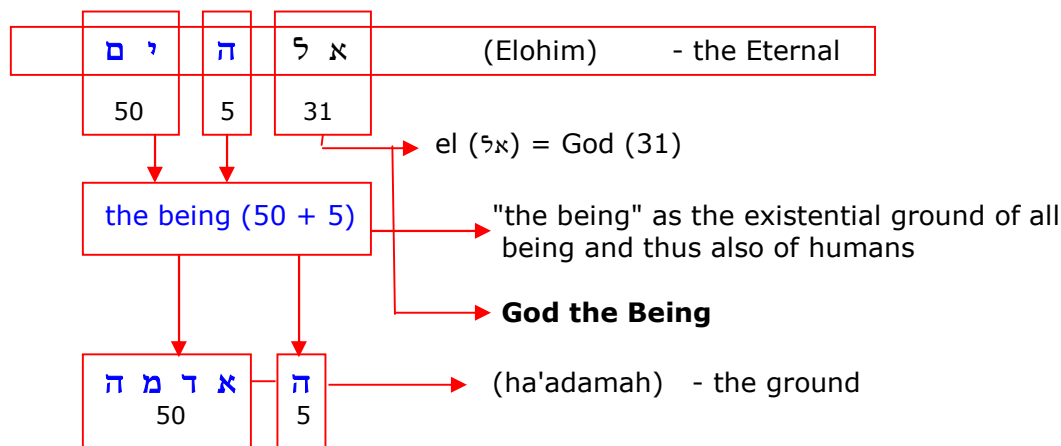 א ל ה י ם (Elohim) - the Eternal
50 5 31
el (אל) = God (31)
the being (50 + 5)
"the being" as the existential ground of all
being and thus also of humans
God the Being
ה א ד מ ה (ha'adamah) - the ground
50 5